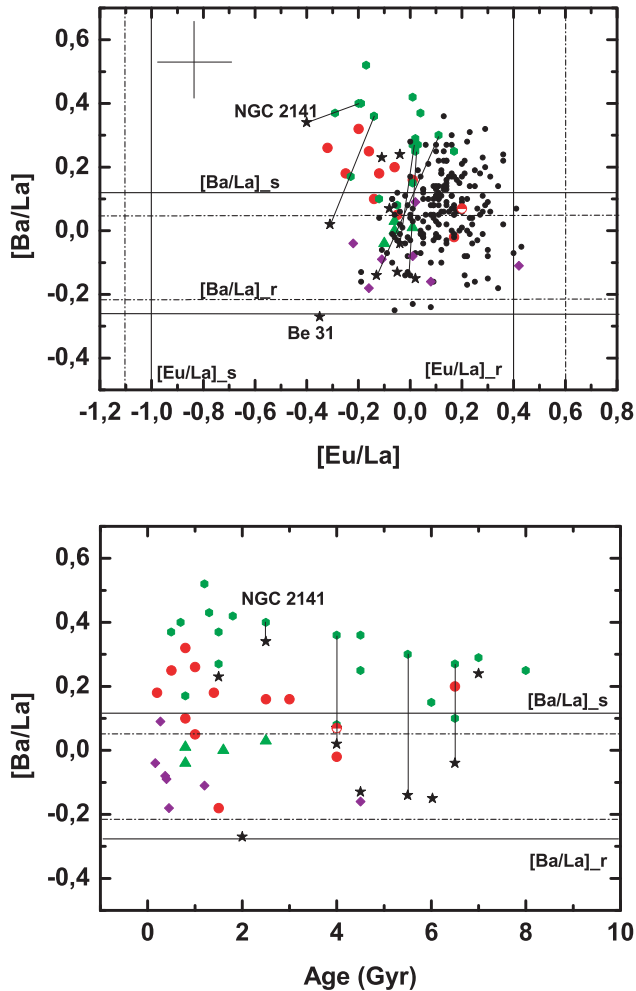 0,6
0,4
NGC 2141
0,2
[Ba/La]_s
0,0
[Ba/La]
-0,2
[Ba/La]_r
Be 31
-0,4
[Eu/La]_s
[Eu/La]_r
-1,2 -1,0 -0,8 -0,6 -0,4 -0,2 0,0 0,2 0,4 0,6 0,8
[Eu/La]
0,6
NGC 2141
0,4
0,2
[Ba/La]_s
[Ba/La]
0,0
-0,2
[Ba/La]_r
-0,4
0 2 4 6 8 10
Age (Gyr)